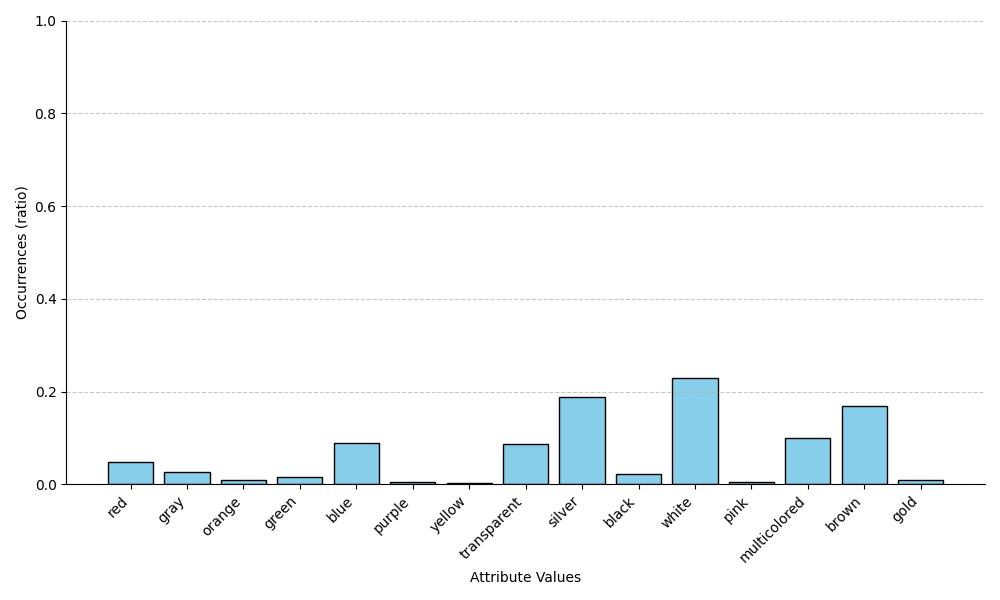 1.0
0.8
0.6
0.4
0.2
0.0
Occurrences (ratio)
red
gray
orange
green
blue
purple
yellow
transparent
silver
black
white
pink
multicolored
brown
gold
Attribute Values